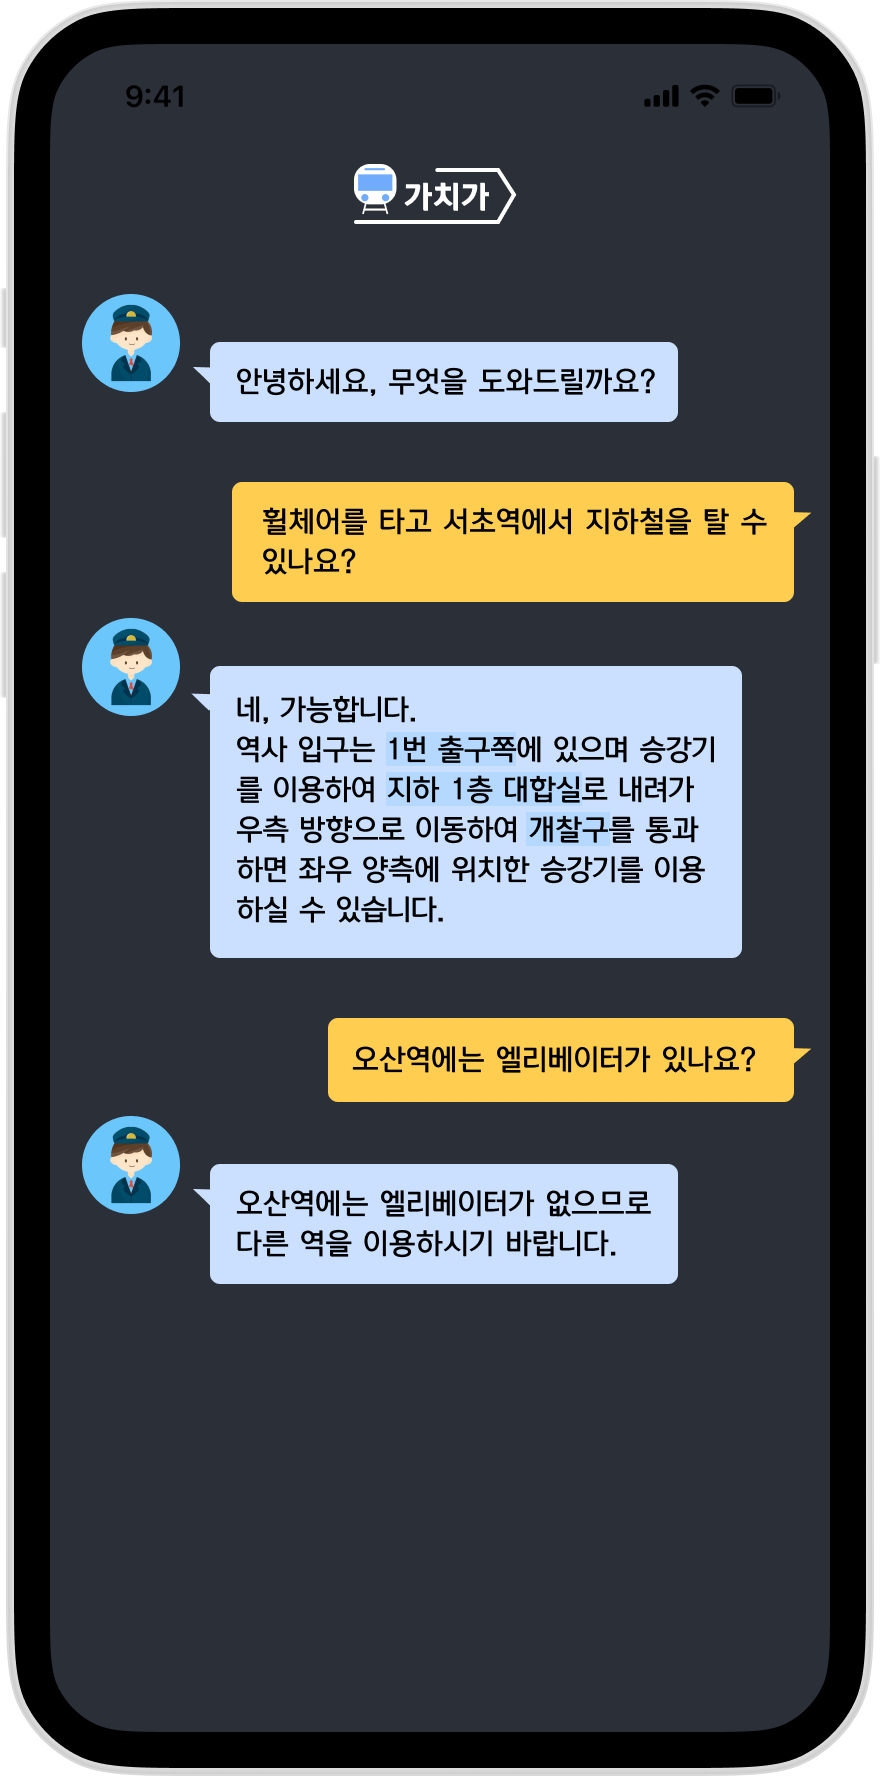 9:41
가치가
안녕하세요, 무엇을 도와드릴까요?
휠체어를 타고 서초역에서 지하철을 탈 수
있나요?
네, 가능합니다.
역사 입구는 1번 출구쪽에 있으며 승강기
를 이용하여 지하 1층 대합실로 내려가
우측 방향으로 이동하여 개찰구를 통과
하면 좌우 양측에 위치한 승강기를 이용
하실 수 있습니다.
오산역에는 엘리베이터가 있나요?
오산역에는 엘리베이터가 없으므로
다른 역을 이용하시기 바랍니다.